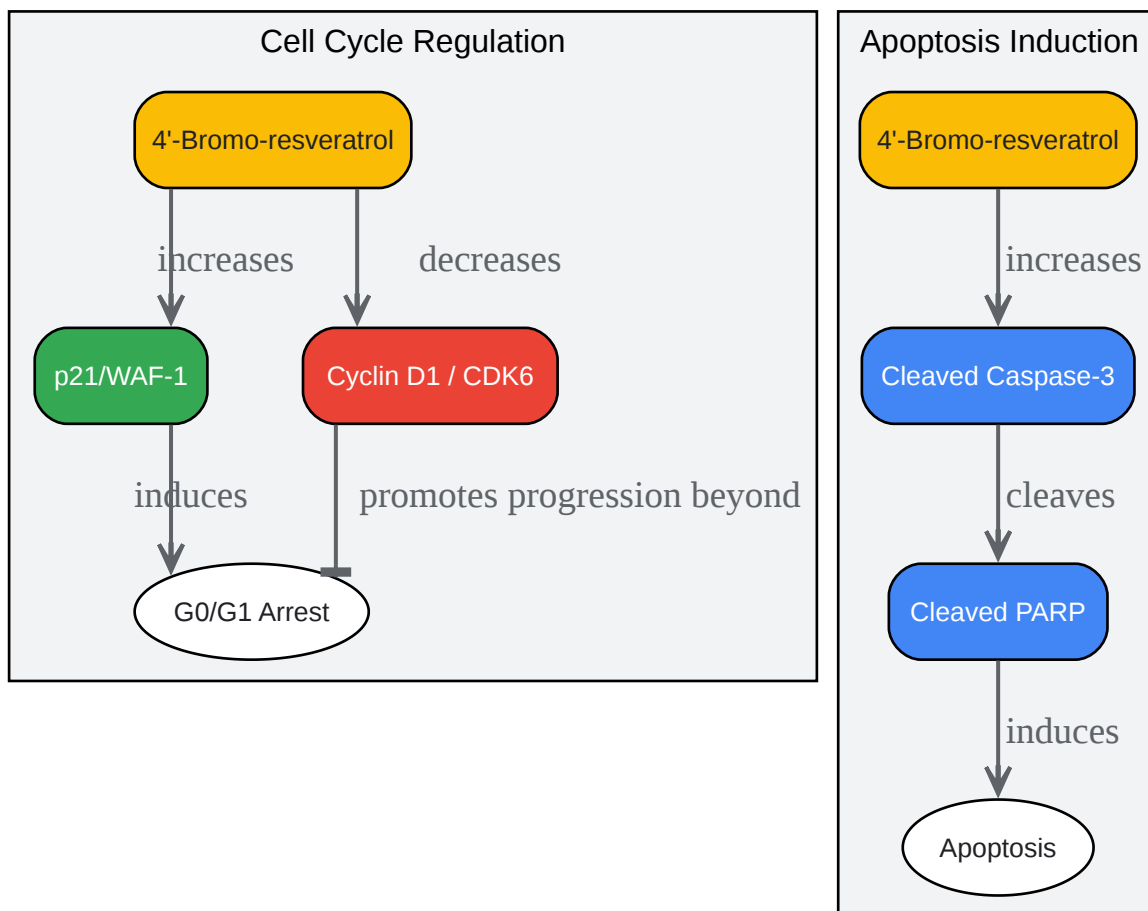 Cell Cycle Regulation
4'-Bromo-resveratrol
increases
decreases
p21/WAF-1
Cyclin D1 / CDK6
induces
promotes progression beyond
G0/G1 Arrest
Apoptosis Induction
4'-Bromo-resveratrol
increases
Cleaved Caspase-3
cleaves
Cleaved PARP
induces
Apoptosis